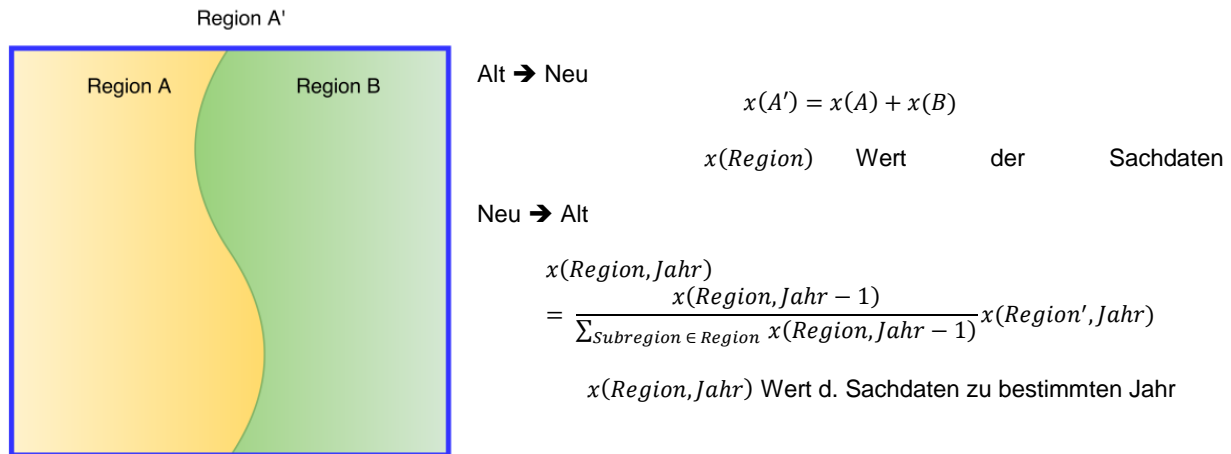 Region A'
Region A
Region B
Alt ➔ Neu
x(A′) = x(A) + x(B)
x(Region) Wert der Sachdaten
Neu ➔ Alt
x(Region, Jahr)
= \frac{x(Region, Jahr − 1)}{∑_{Subregion ∈ Region} x(Region, Jahr − 1)} x(Region′, Jahr)
x(Region, Jahr) Wert d. Sachdaten zu bestimmten Jahr